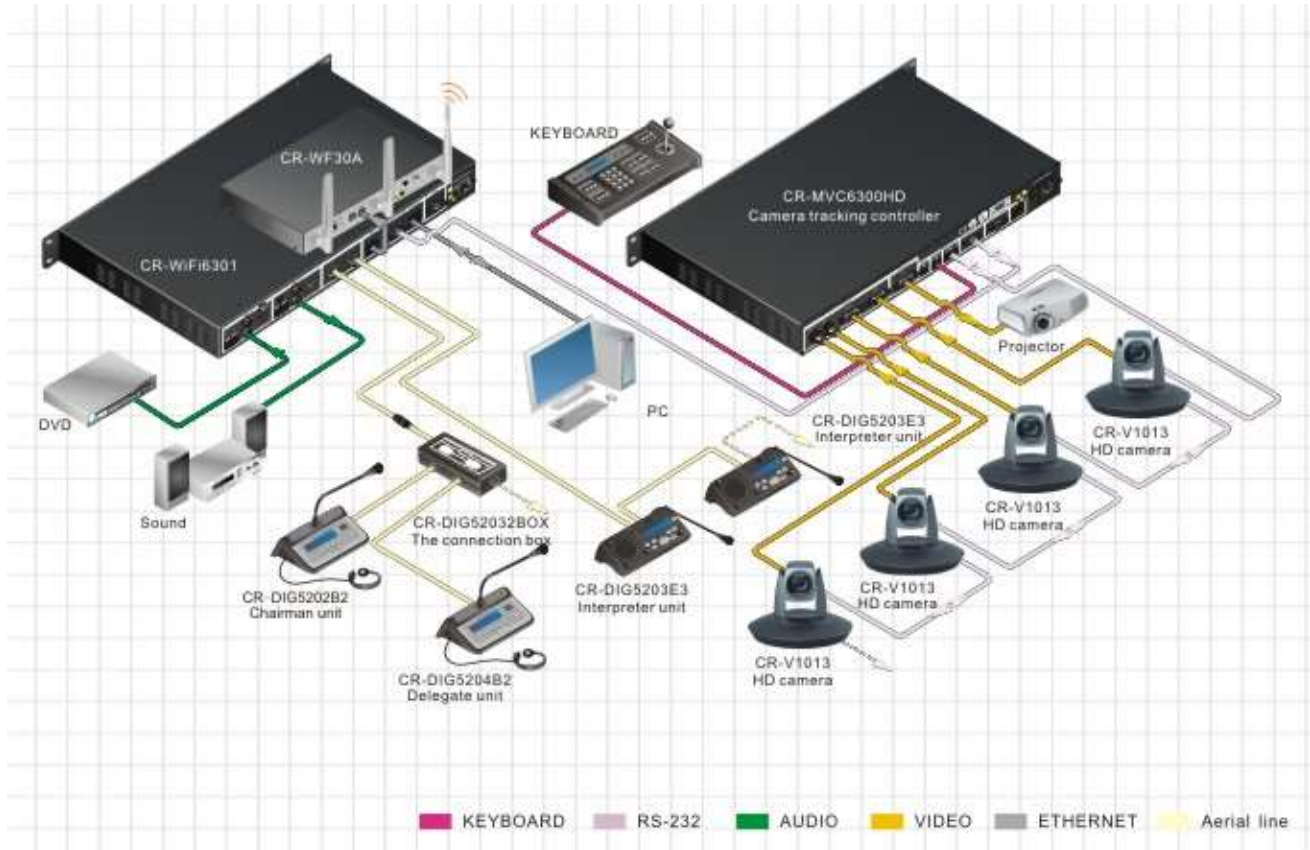 KEYBOARD
CR-WF30A
CR-MVC6300HD
Camera tracking controller
CR-WiFi6301
Projector
DVD
PC
CR-DIG5203E3
Interpreter unit
CR-V1013
HD camera
Sound
CR-DIG52032BOX
The connection box
CR-V1013
HD camera
CR-DIG5202B2
Chairman unit
CR-DIG5203E3
Interpreter unit
CR-V1013
HD camera
CR-DIG5204B2
Delegate unit
CR-V1013
HD camera
KEYBOARD RS-232 AUDIO VIDEO ETHERNET Aerial line